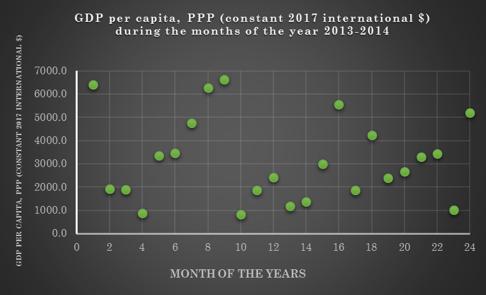 GDP per capita, PPP (constant 2017 international $)
during the months of the year 2013-2014
GDP PER CAPITA, PPP (CONSTANT 2017 INTERNATIONAL $)
7000.0
6000.0
5000.0
4000.0
3000.0
2000.0
1000.0
0.0
0 2 4 6 8 10 12 14 16 18 20 22 24
MONTH OF THE YEARS